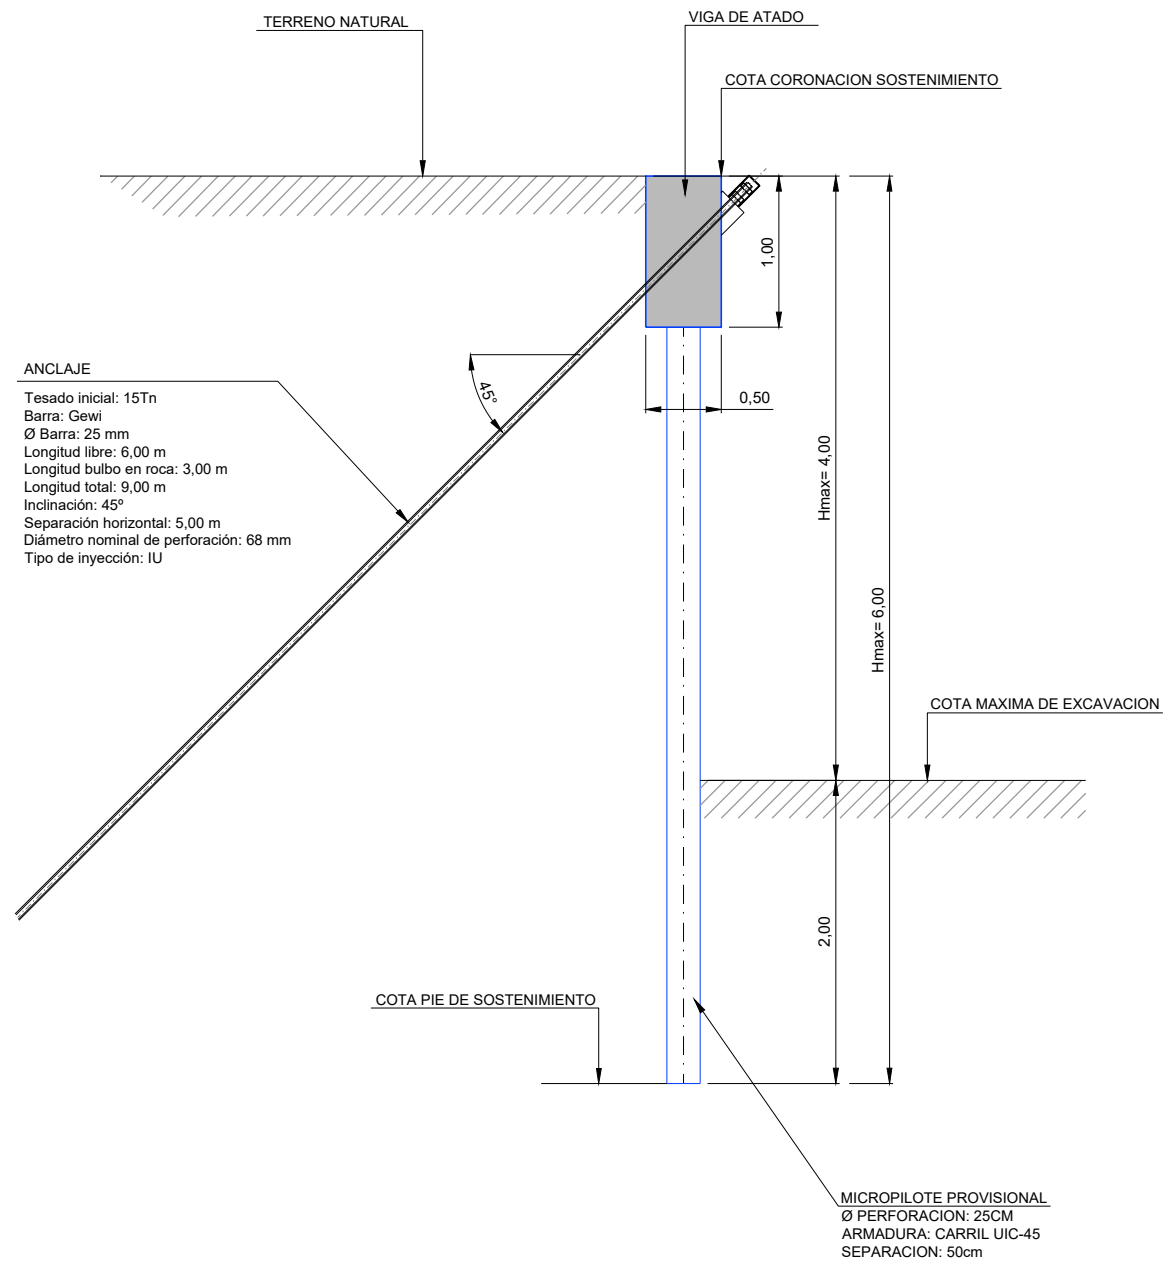 TERRENO NATURAL
VIGA DE ATADO
COTA CORONACION SOSTENIMIENTO
1,00
ANCLAJE
Tesado inicial: 15Tn
Barra: Gewi
Ø Barra: 25 mm
Longitud libre: 6,00 m
Longitud bulbo en roca: 3,00 m
Longitud total: 9,00 m
Inclinación: 45º
Separación horizontal: 5,00 m
Diámetro nominal de perforación: 68 mm
Tipo de inyección: IU
45°
0,50
Hmax= 4,00
Hmax= 6,00
COTA MAXIMA DE EXCAVACION
2,00
COTA PIE DE SOSTENIMIENTO
MICROPILOTE PROVISIONAL
Ø PERFORACION: 25CM
ARMADURA: CARRIL UIC-45
SEPARACION: 50cm